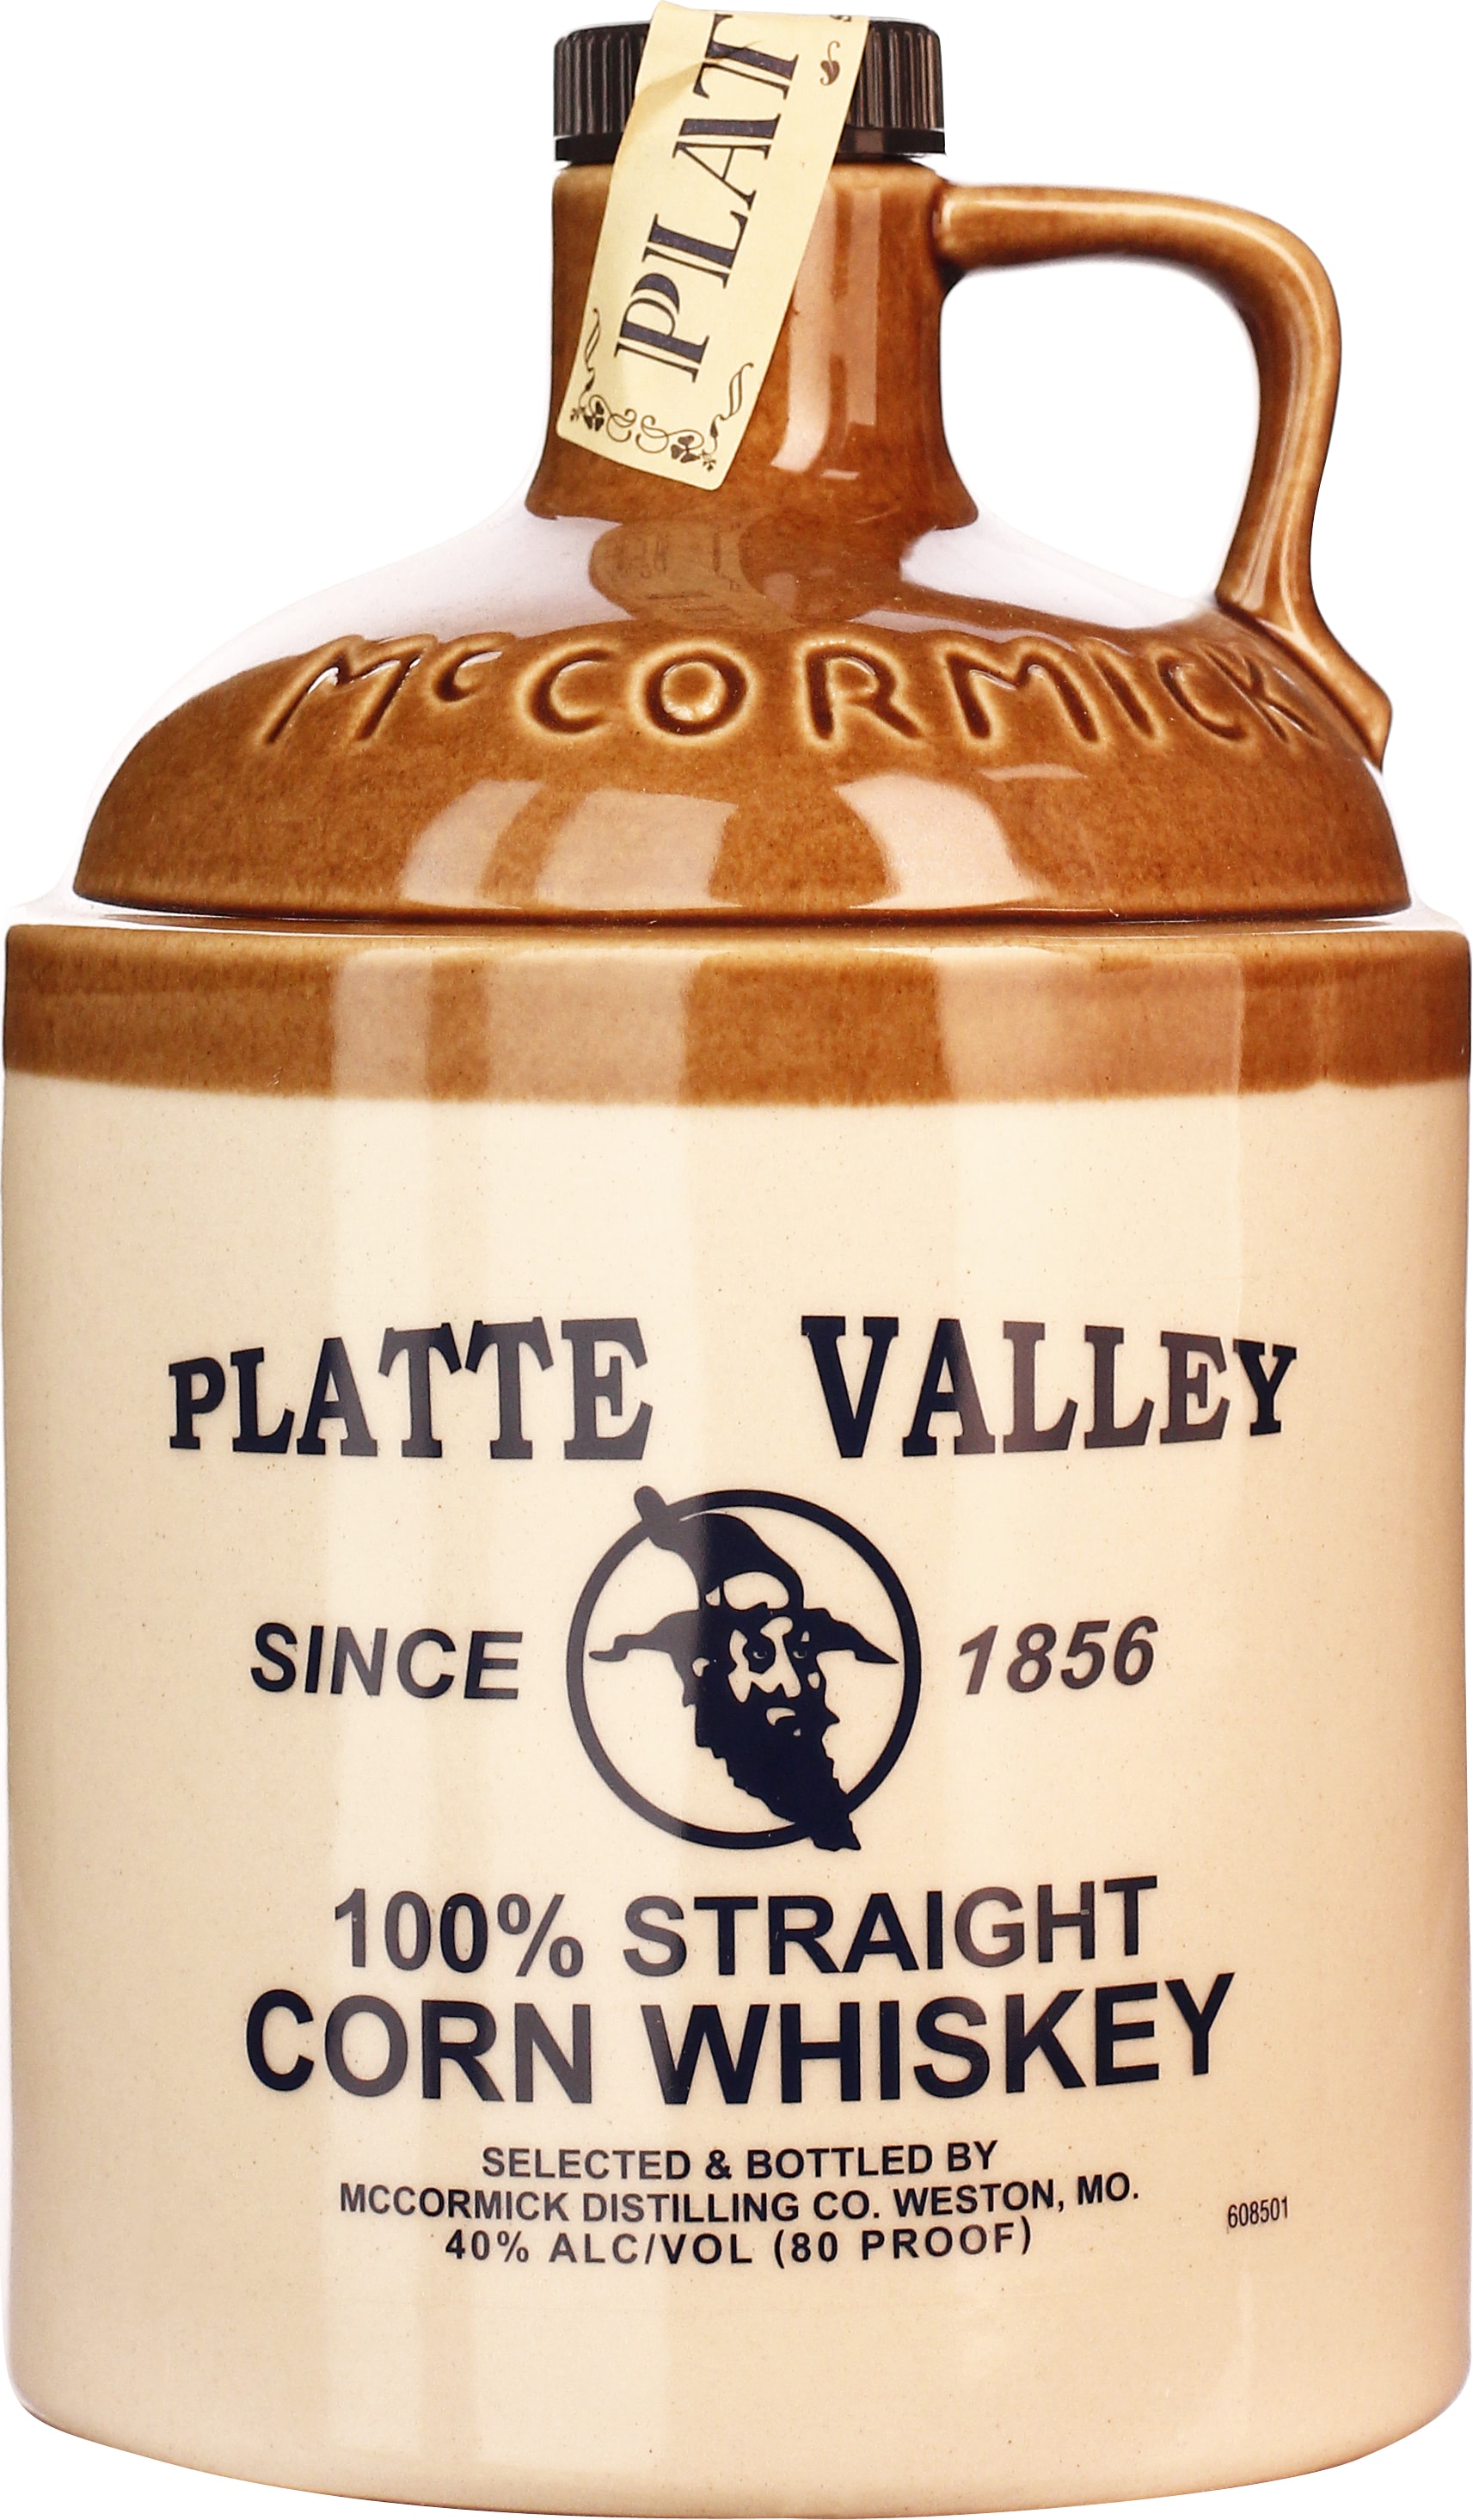 PLAT
McCORMICK
PLATTE VALLEY
SINCE 1856
100% STRAIGHT
CORN WHISKEY
SELECTED & BOTTLED BY
MCCORMICK DISTILLING CO. WESTON, MO.
40% ALC/VOL (80 PROOF)
608501